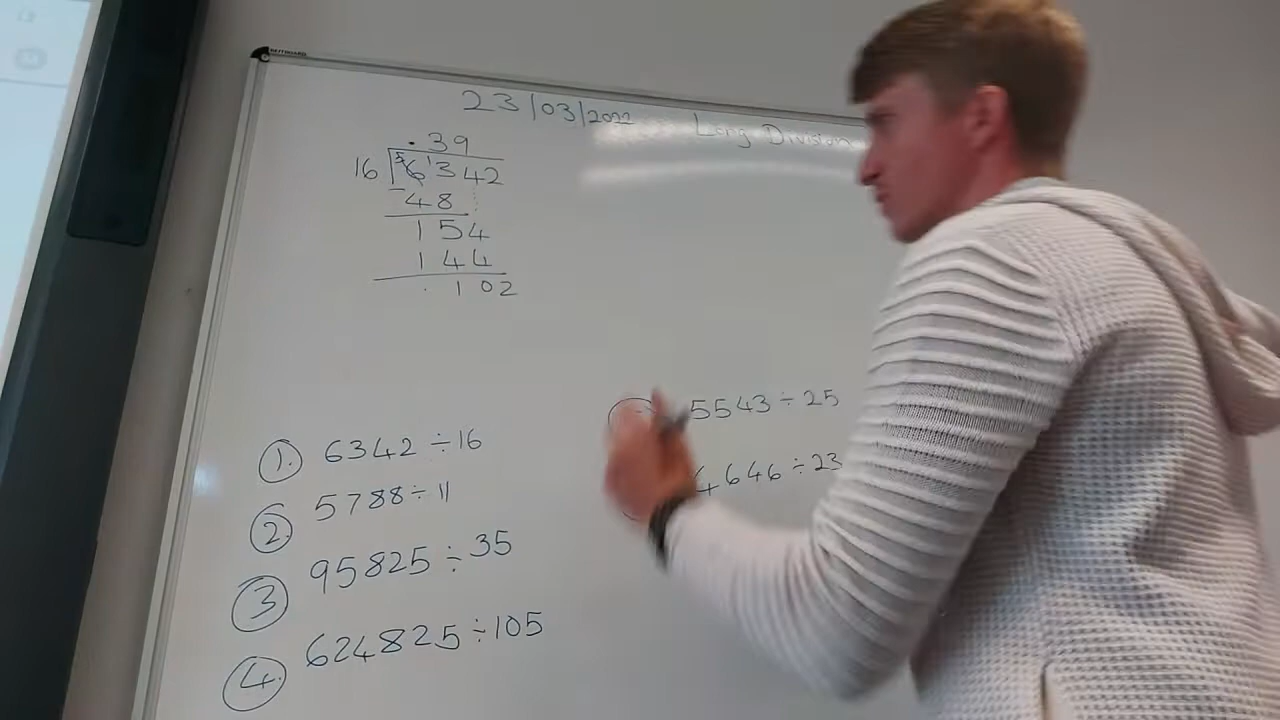 23/03/2022 Long Division
.39
16 6342
48
154
144
.102
1. 6342 ÷ 16
2. 5788 ÷ 11
3 95825 ÷ 35
4. 624825 ÷ 105
5543 ÷ 25
4646 ÷ 23